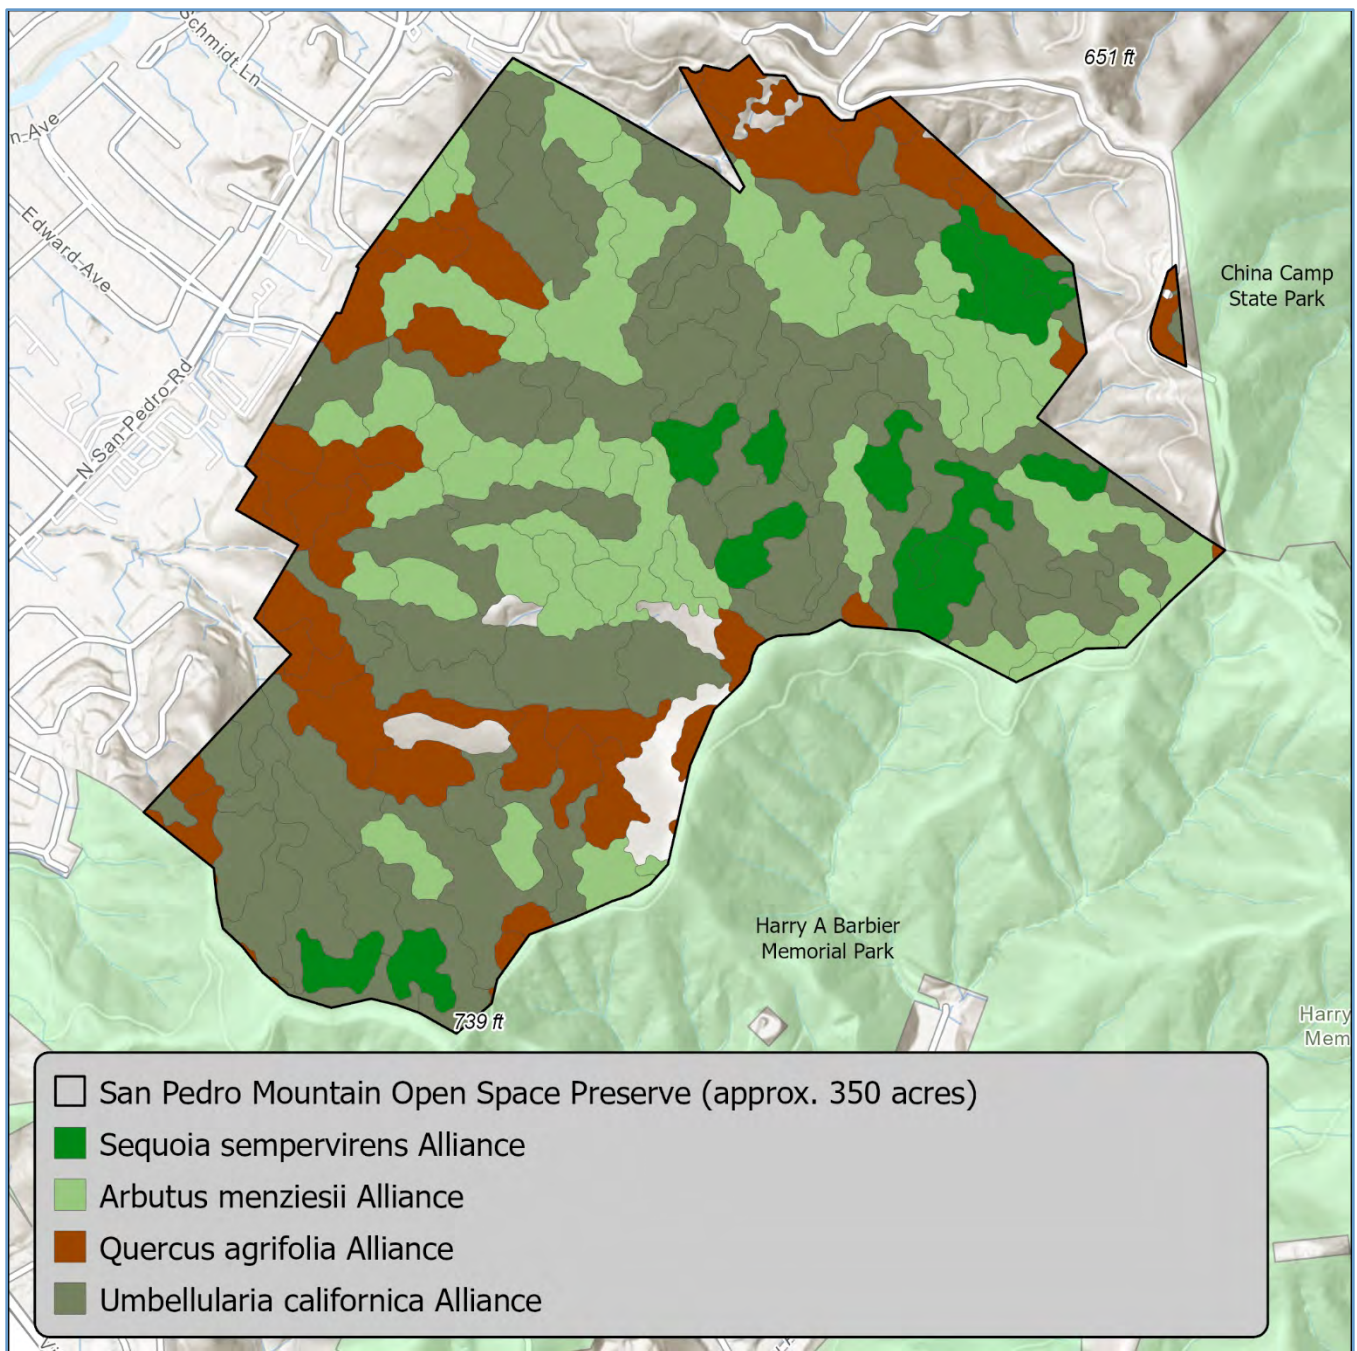 Schmidt Ln
651 ft
n Ave
Edward Ave
China Camp
State Park
N San Pedro Rd
Harry A Barbier
Memorial Park
Harry
Mem
739 ft
San Pedro Mountain Open Space Preserve (approx. 350 acres)
Sequoia sempervirens Alliance
Arbutus menziesii Alliance
Quercus agrifolia Alliance
Umbellularia californica Alliance